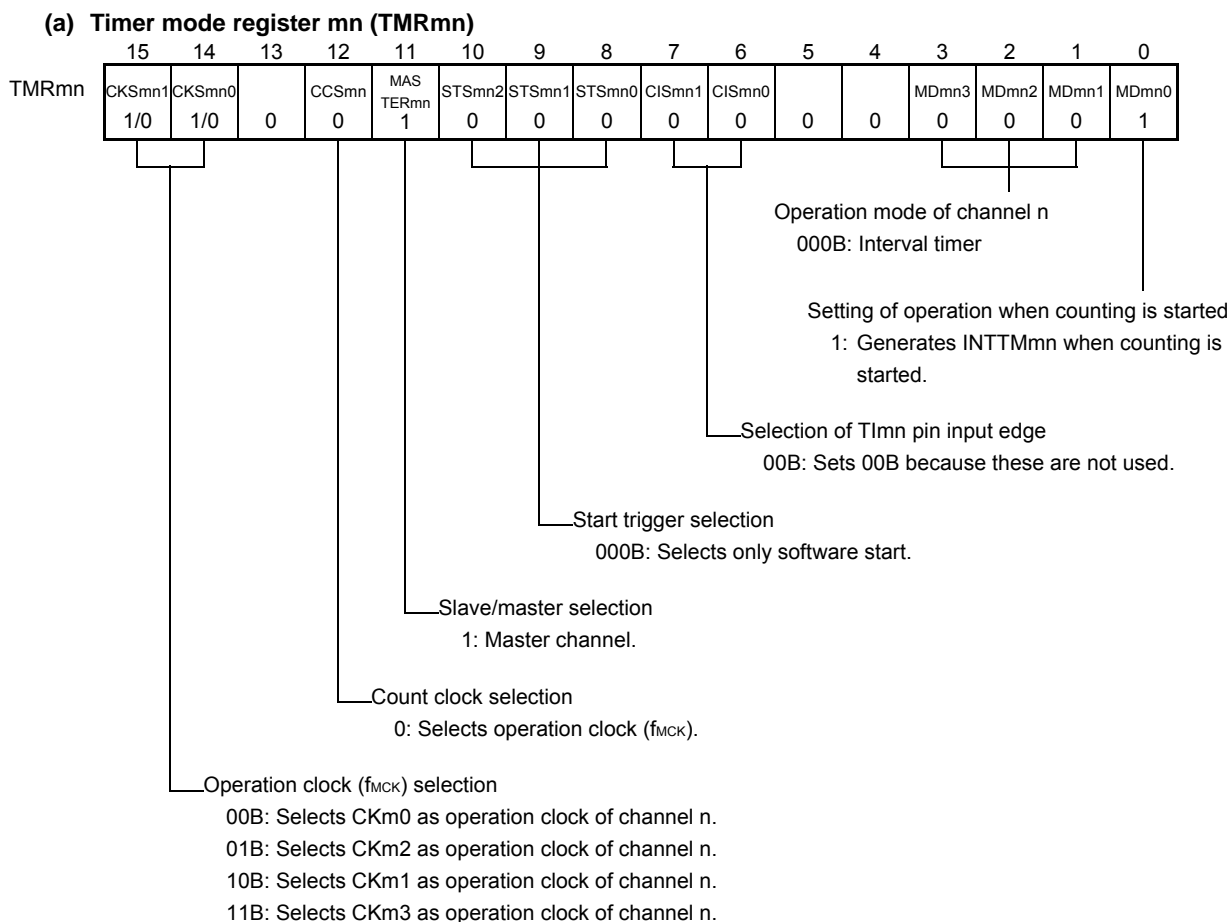 (a) Timer mode register mn (TMRmn)
15 14 13 12 11 10 9 8 7 6 5 4 3 2 1 0
TMRmn CKSmn1 CKSmn0 CCSmn MAS TERmn STSmn2 STSmn1 STSmn0 CISmn1 CISmn0 MDmn3 MDmn2 MDmn1 MDmn0
1/0 1/0 0 0 1 0 0 0 0 0 0 0 0 0 0 1
Operation mode of channel n
000B: Interval timer
Setting of operation when counting is started
1: Generates INTTMmn when counting is
started.
Selection of TImn pin input edge
00B: Sets 00B because these are not used.
Start trigger selection
000B: Selects only software start.
Slave/master selection
1: Master channel.
Count clock selection
0: Selects operation clock (fMCK).
Operation clock (fMCK) selection
00B: Selects CKm0 as operation clock of channel n.
01B: Selects CKm2 as operation clock of channel n.
10B: Selects CKm1 as operation clock of channel n.
11B: Selects CKm3 as operation clock of channel n.